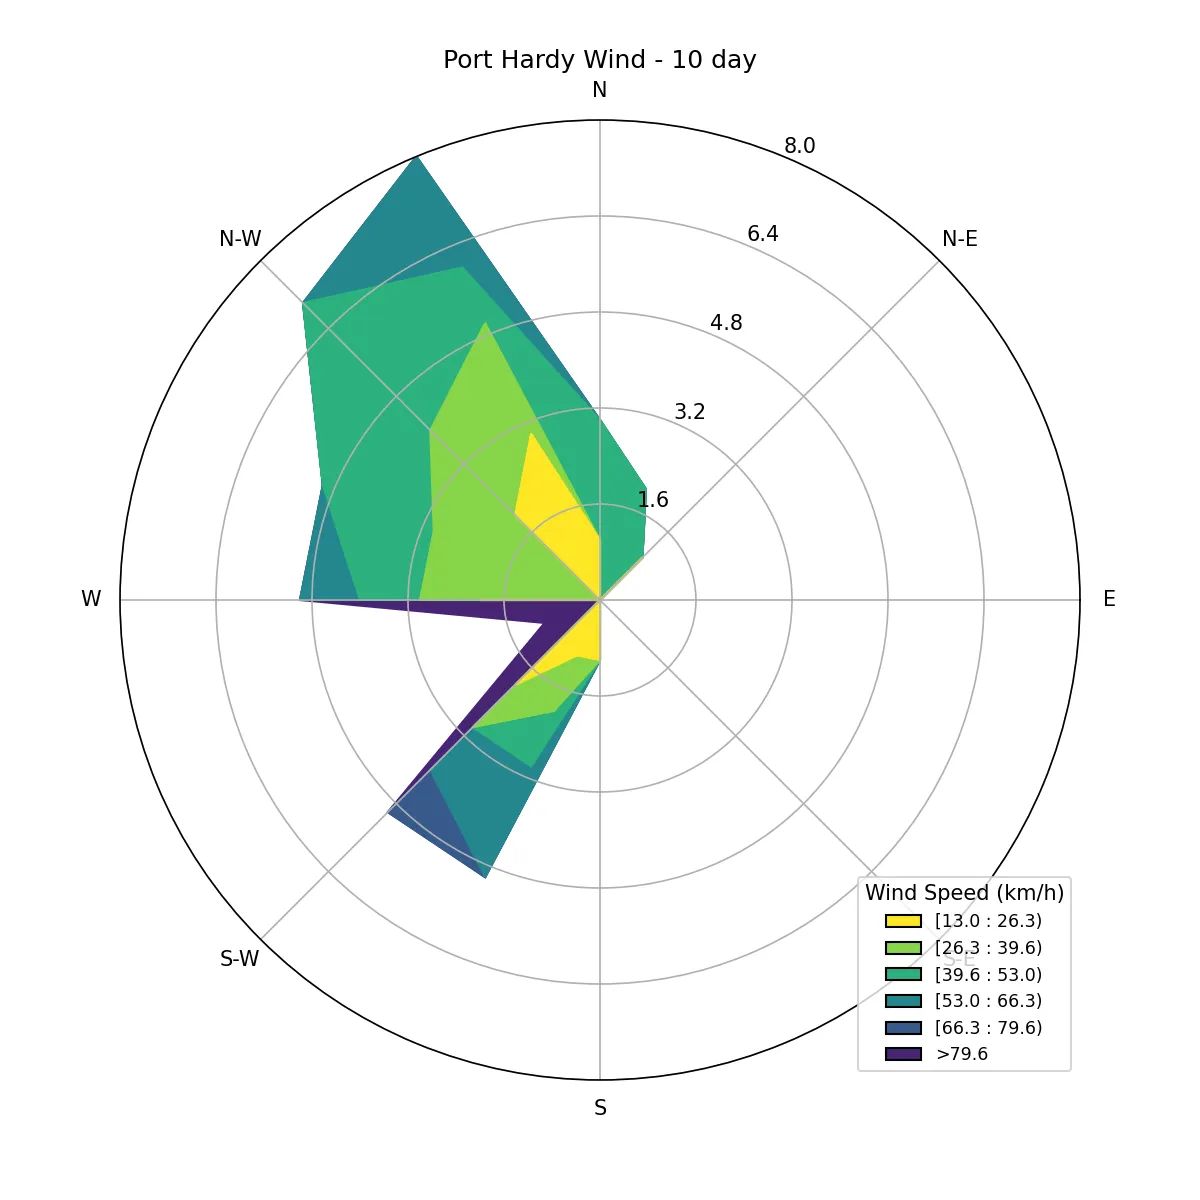 Port Hardy Wind - 10 day
N
8.0
N-W
6.4
N-E
4.8
3.2
1.6
W
E
S-W
S-E
S
Wind Speed (km/h)
[13.0 : 26.3)
[26.3 : 39.6)
[39.6 : 53.0)
[53.0 : 66.3)
[66.3 : 79.6)
>79.6